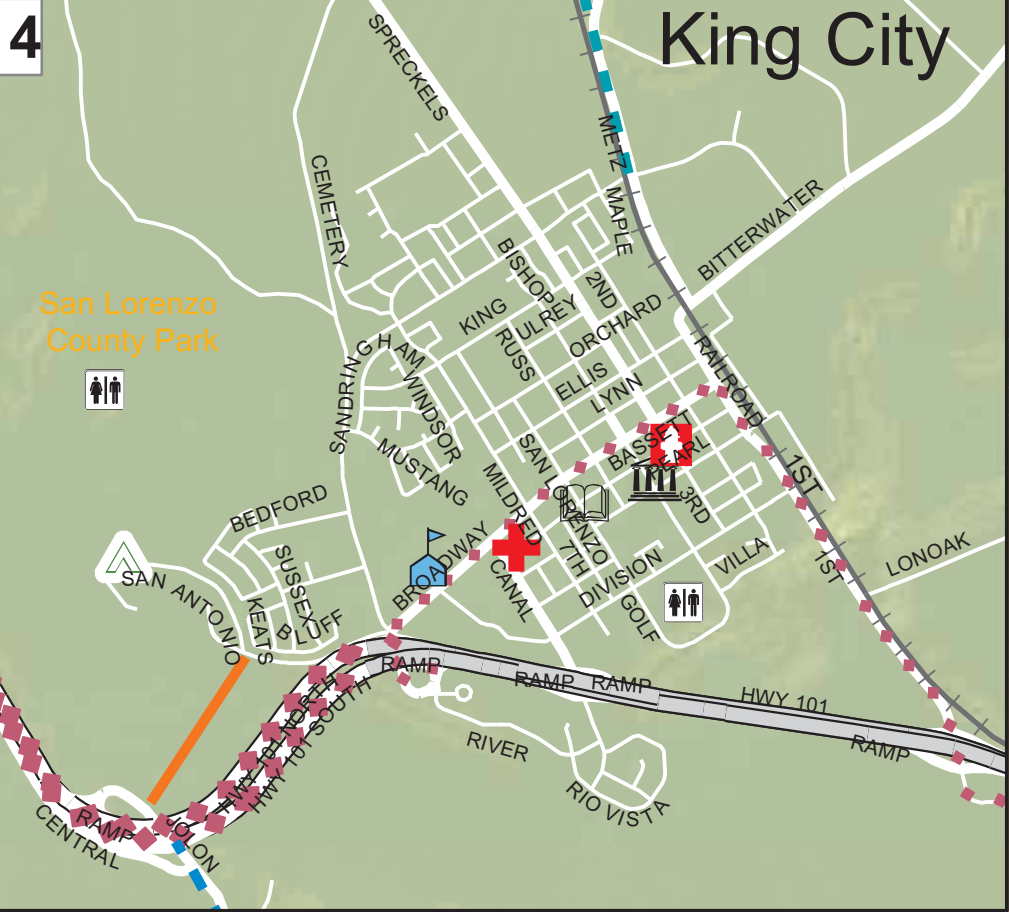 4
King City
SPRECKELS
METZ
MAPLE
CEMETERY
BITTERWATER
BISHOP
2ND
San Lorenzo
County Park
KING
ULREY
ORCHARD
RUSS
SANDRINGHAM
WINDSOR
ELLIS
LYNN
RAILROAD
BASSETT
PEARL
MUSTANG
SAN LORENZO
MILDRED
1ST
3RD
BEDFORD
BROADWAY
7TH
DIVISION
VILLA
1ST
LONOAK
SAN ANTONIO
SUSSEX
KEATS
BLUFF
CANAL
GOLF
RAMP
RAMP
RAMP
HWY 101
RAMP
HWY 101 NORTH
HWY 101 SOUTH
RIVER
RIO VISTA
RAMP
CENTRAL
JOLON